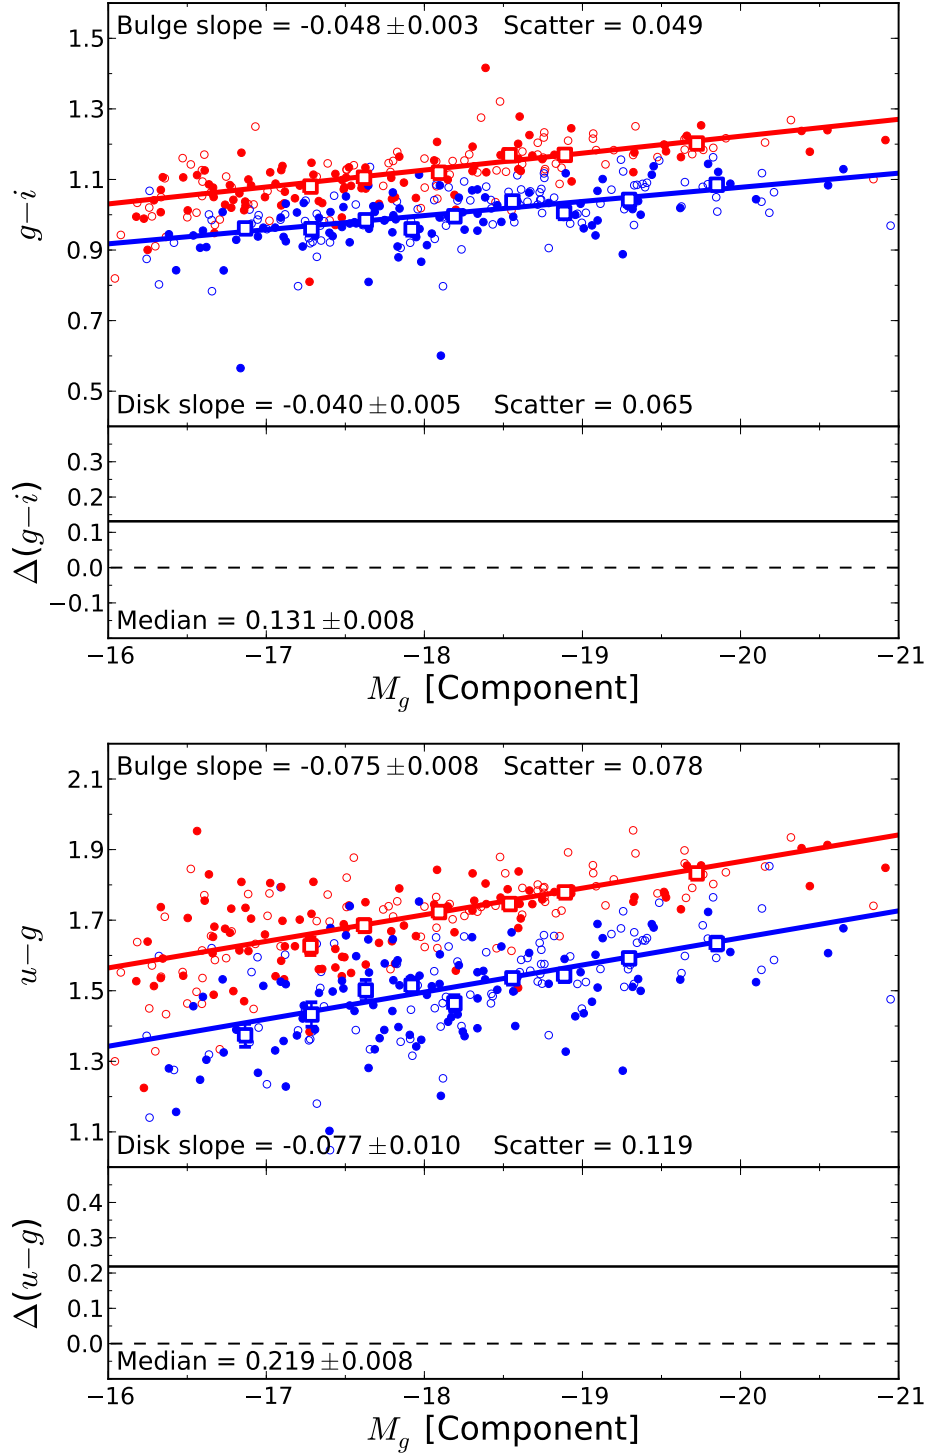 Bulge slope = -0.048 ± 0.003 Scatter = 0.049
1.5
1.3
1.1
0.9
0.7
0.5
g−i
Disk slope = -0.040 ± 0.005 Scatter = 0.065
0.3
0.2
0.1
0.0
−0.1
Δ(g−i)
Median = 0.131 ± 0.008
−16 −17 −18 −19 −20 −21
M_g [Component]
Bulge slope = -0.075 ± 0.008 Scatter = 0.078
2.1
1.9
1.7
1.5
1.3
1.1
u−g
Disk slope = -0.077 ± 0.010 Scatter = 0.119
0.4
0.3
0.2
0.1
0.0
Δ(u−g)
Median = 0.219 ± 0.008
−16 −17 −18 −19 −20 −21
M_g [Component]